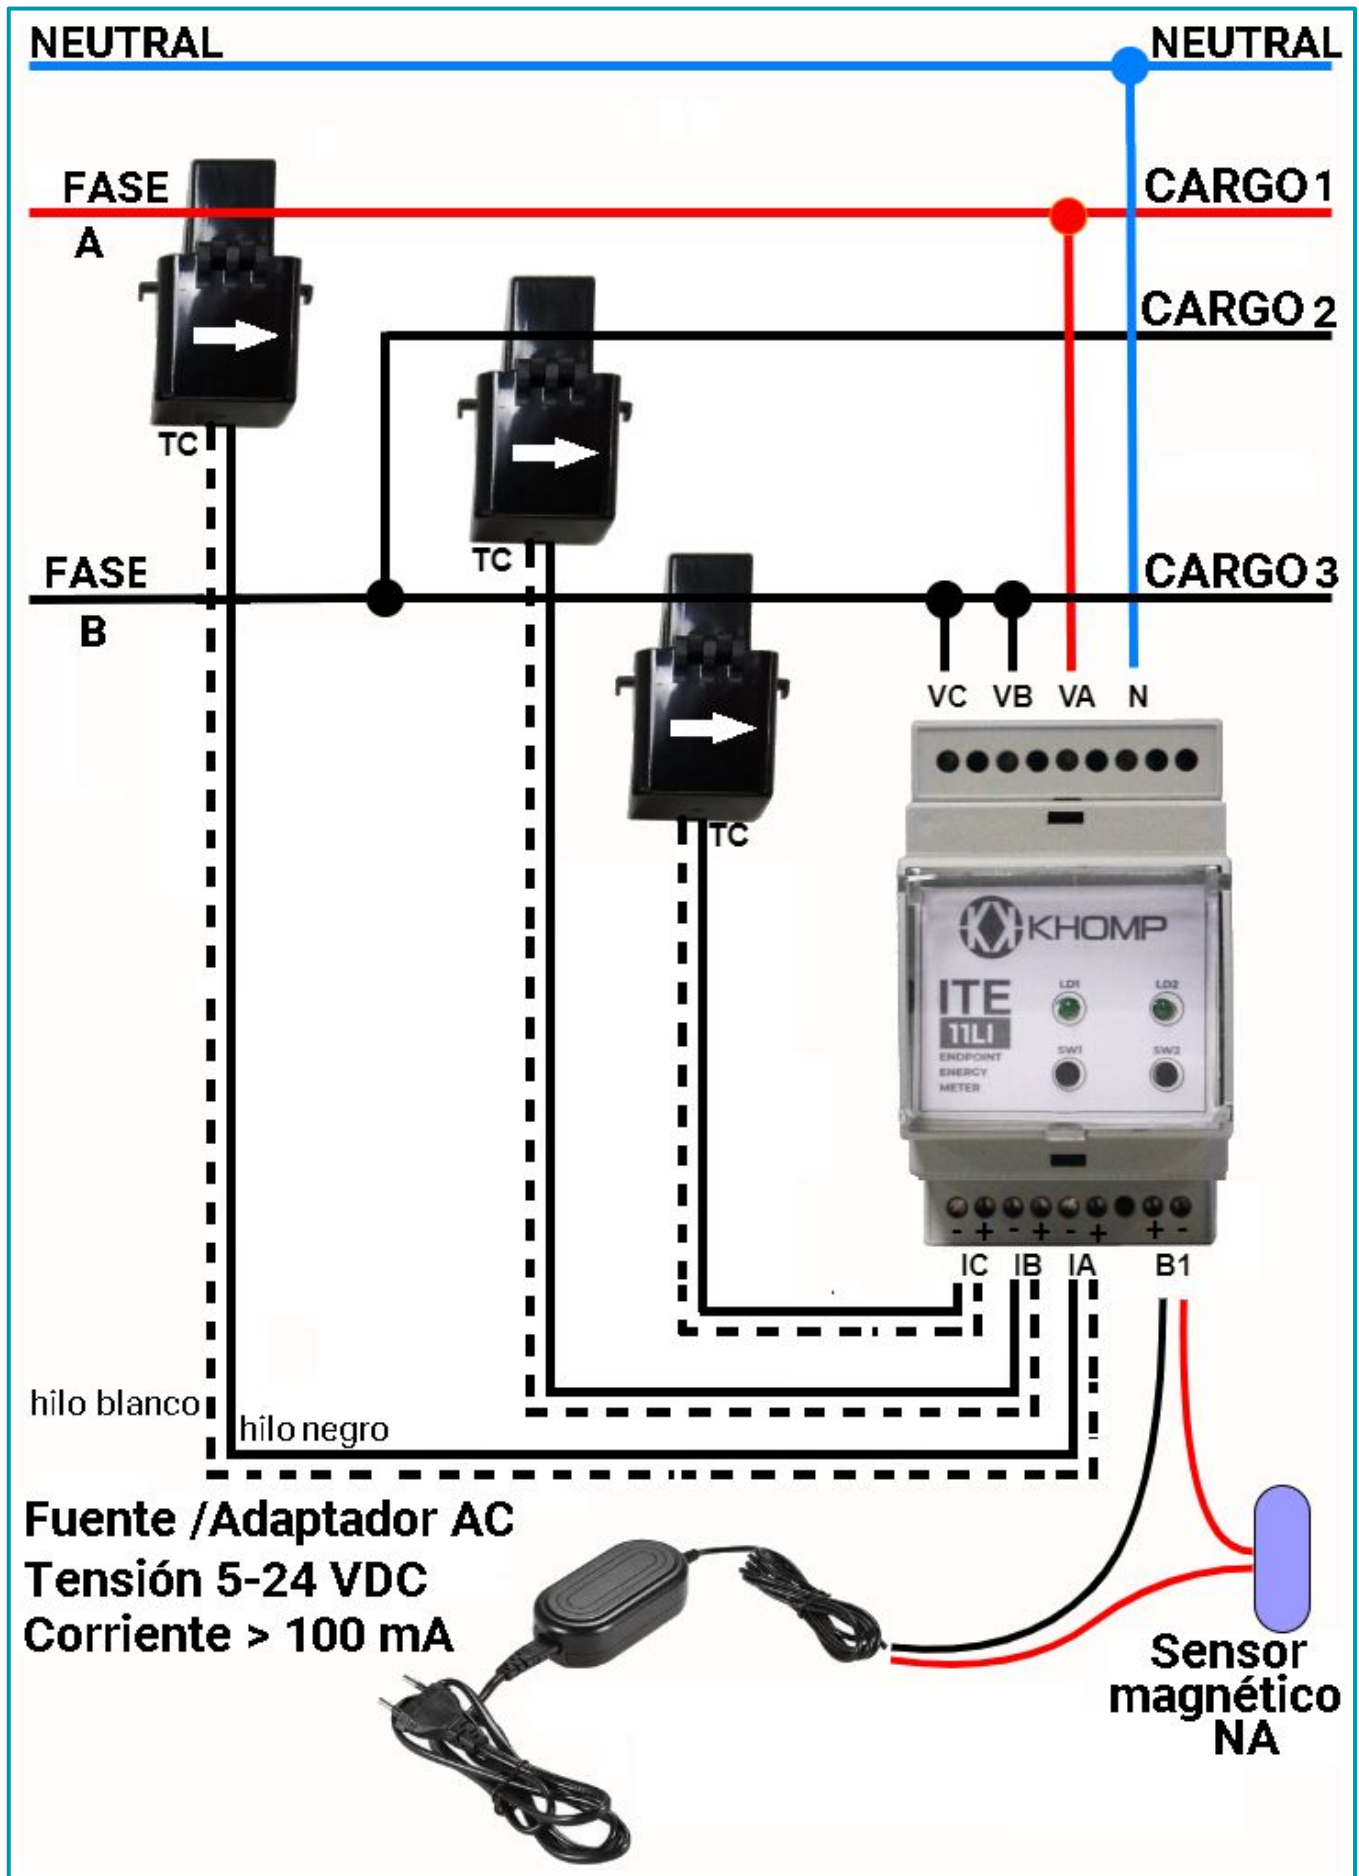 NEUTRAL
NEUTRAL
FASE
A
CARGO 1
CARGO 2
TC
TC
FASE
B
CARGO 3
VC VB VA N
TC
KHOMP
ITE
11LI
ENDPOINT
ENERGY
METER
LD1 LD2
SW1 SW2
- + - + - + + -
IC IB IA B1
hilo blanco
hilo negro
Fuente /Adaptador AC
Tensión 5-24 VDC
Corriente > 100 mA
Sensor
magnético
NA